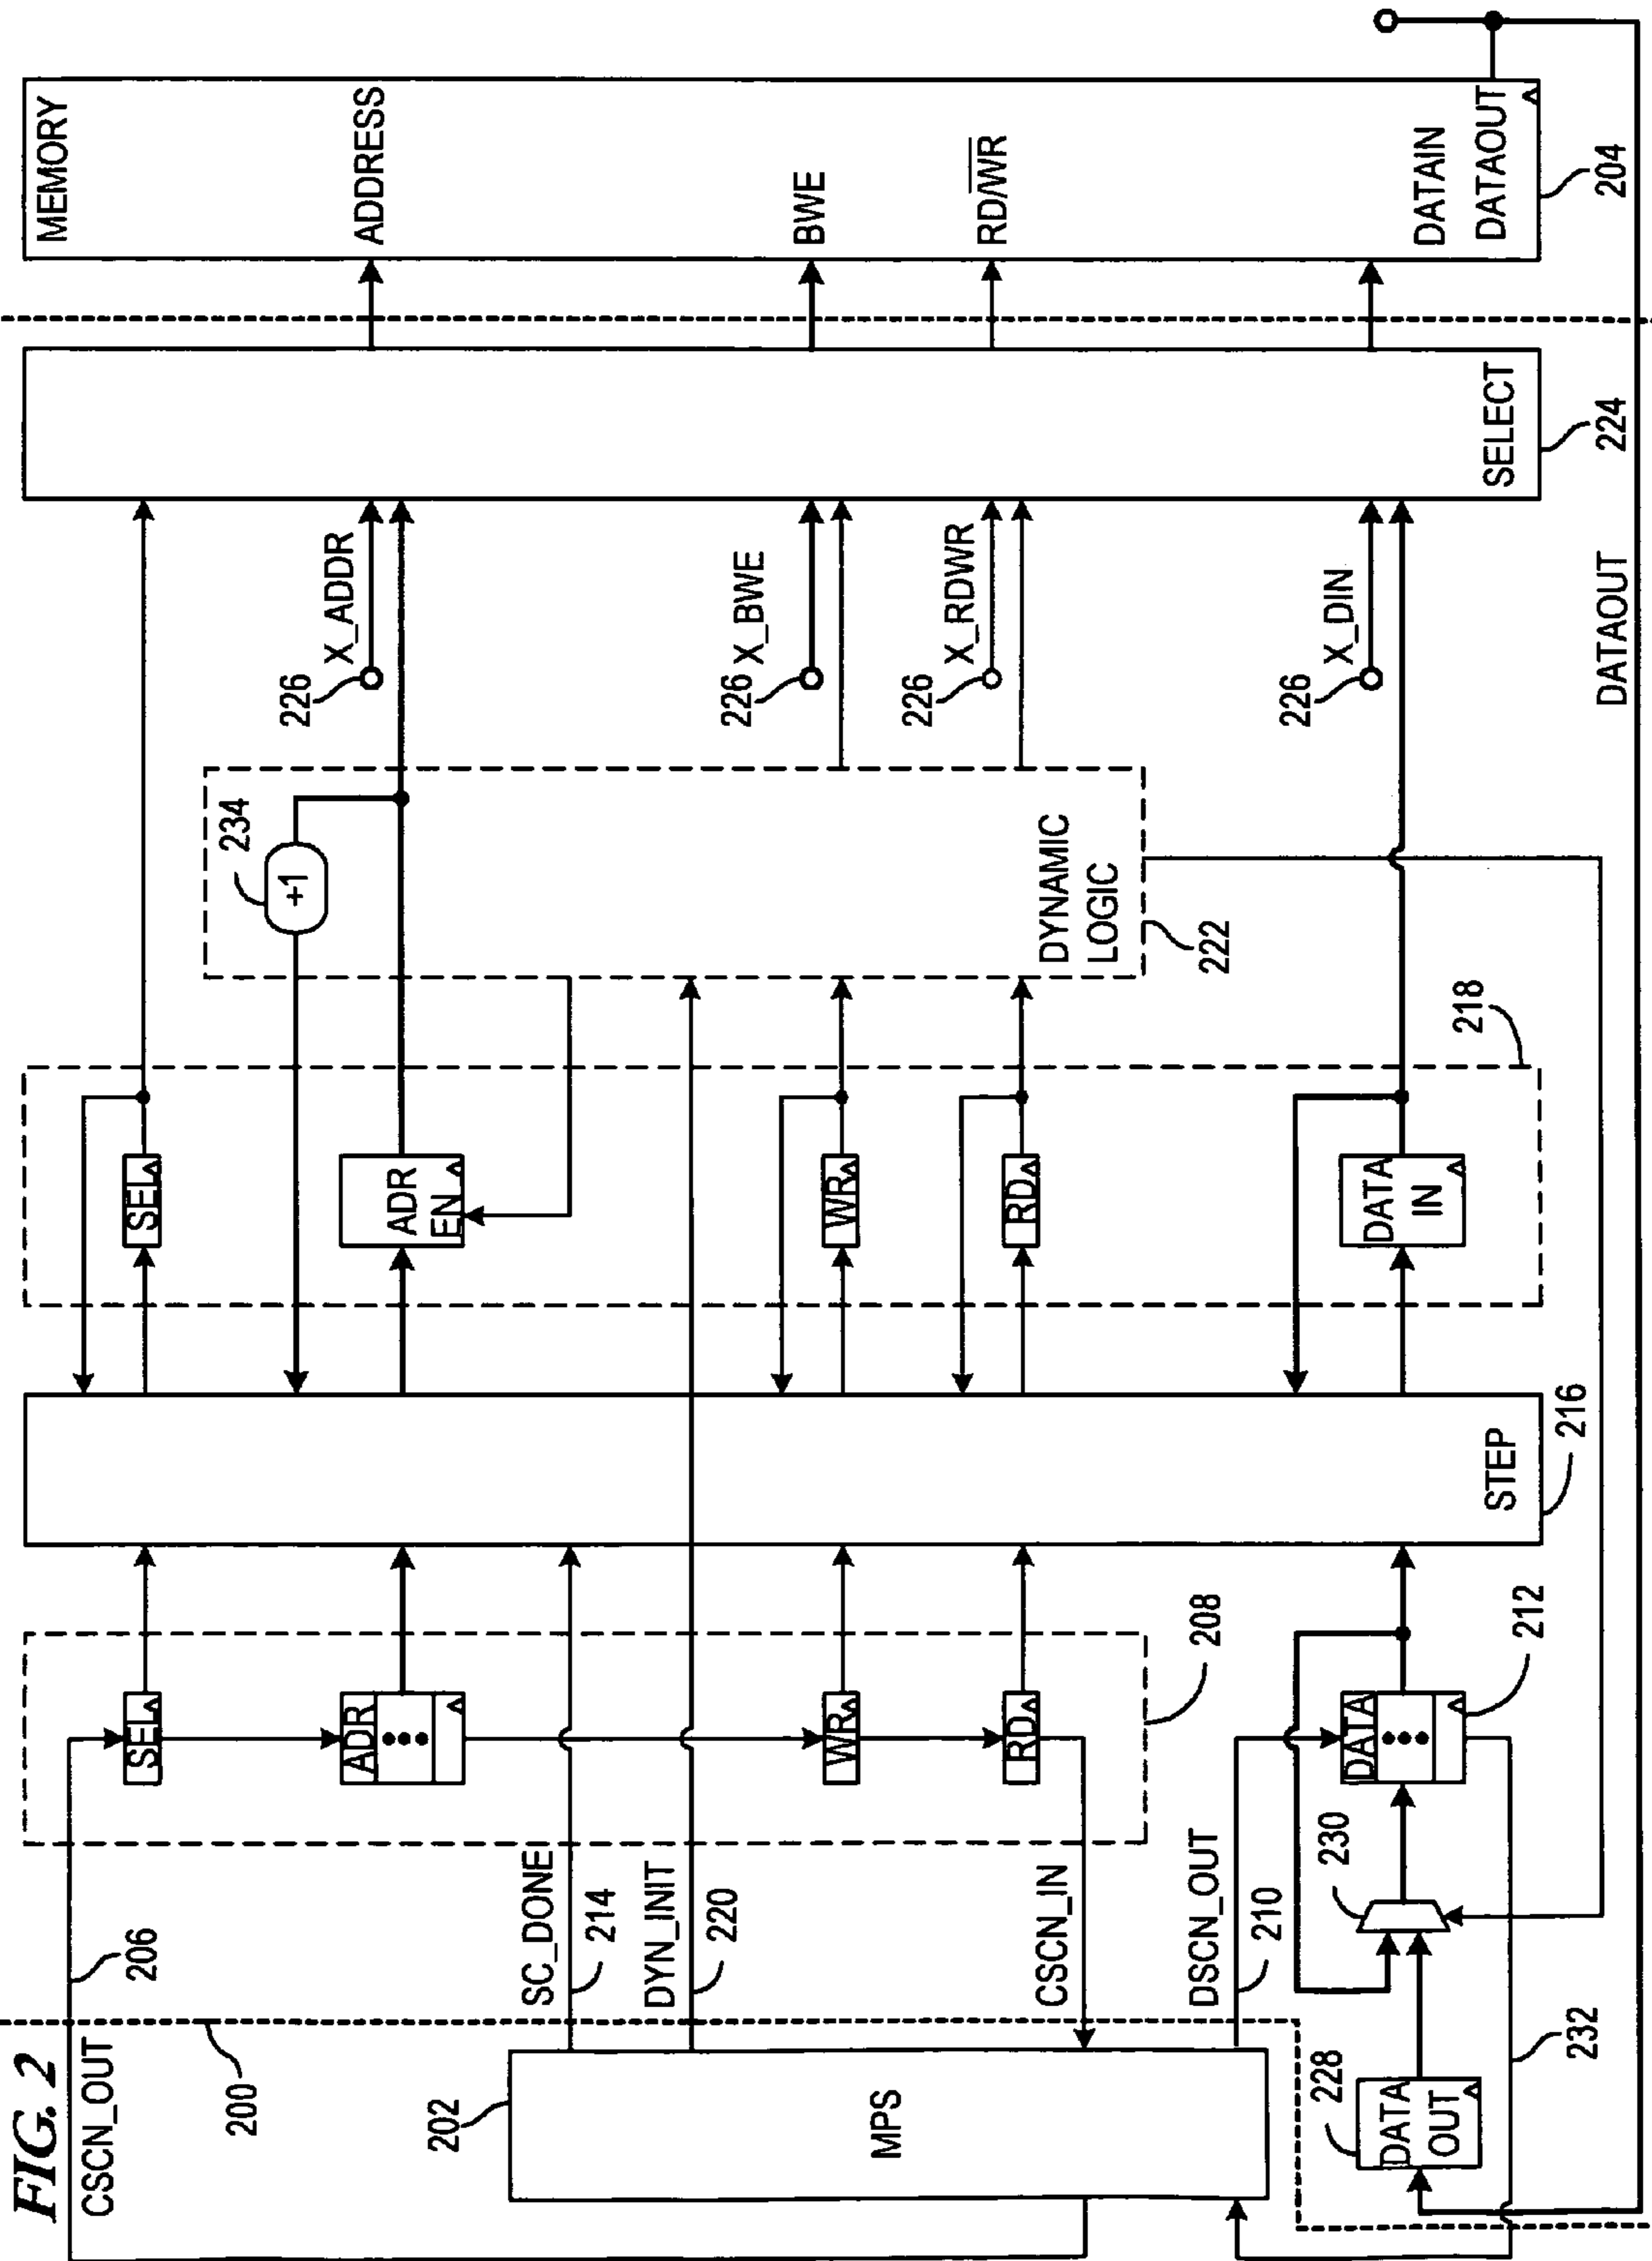 FIG. 2
CSCN_OUT
206
200
202
MPS
SC_DONE
214
DYN_INIT
220
CSCN_IN
DSCN_OUT
210
228
DATA
OUT
230
232
SEL
ADR
WR
RD
208
DATA
212
STEP
216
SEL
ADR
EN
WR
RD
DATA
IN
218
+1
234
DYNAMIC
LOGIC
222
226
X_ADDR
226
X_BWE
226
X_RDWR
226
X_DIN
DATAOUT
SELECT
224
MEMORY
ADDRESS
BWE
RD/WR
DATAIN
DATAOUT
204